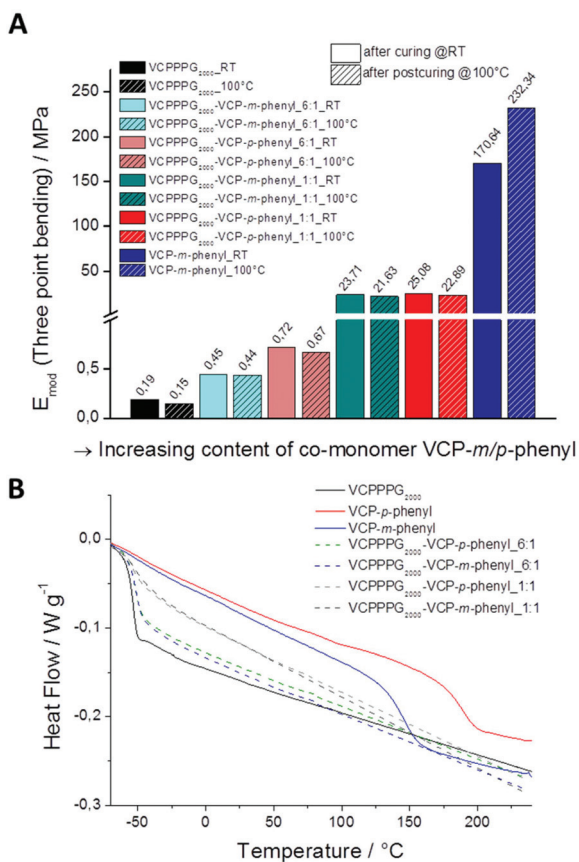 A
VCPPPG2000_RT
VCPPPG2000_100°C
VCPPPG2000-VCP-m-phenyl_6:1_RT
VCPPPG2000-VCP-m-phenyl_6:1_100°C
VCPPPG2000-VCP-p-phenyl_6:1_RT
VCPPPG2000-VCP-p-phenyl_6:1_100°C
VCPPPG2000-VCP-m-phenyl_1:1_RT
VCPPPG2000-VCP-m-phenyl_1:1_100°C
VCPPPG2000-VCP-p-phenyl_1:1_RT
VCPPPG2000-VCP-p-phenyl_1:1_100°C
VCP-m-phenyl_RT
VCP-m-phenyl_100°C
after curing @RT
after postcuring @100°C
Emod (Three point bending) / MPa
250
200
150
100
50
0,5
0,0
0,19
0,15
0,45
0,44
0,72
0,67
23,71
21,63
25,08
22,89
170,64
232,34
→ Increasing content of co-monomer VCP-m/p-phenyl
B
VCPPPG2000
VCP-p-phenyl
VCP-m-phenyl
VCPPPG2000-VCP-p-phenyl_6:1
VCPPPG2000-VCP-m-phenyl_6:1
VCPPPG2000-VCP-p-phenyl_1:1
VCPPPG2000-VCP-m-phenyl_1:1
Heat Flow / W g-1
0,0
-0,1
-0,2
-0,3
-50 0 50 100 150 200
Temperature / °C